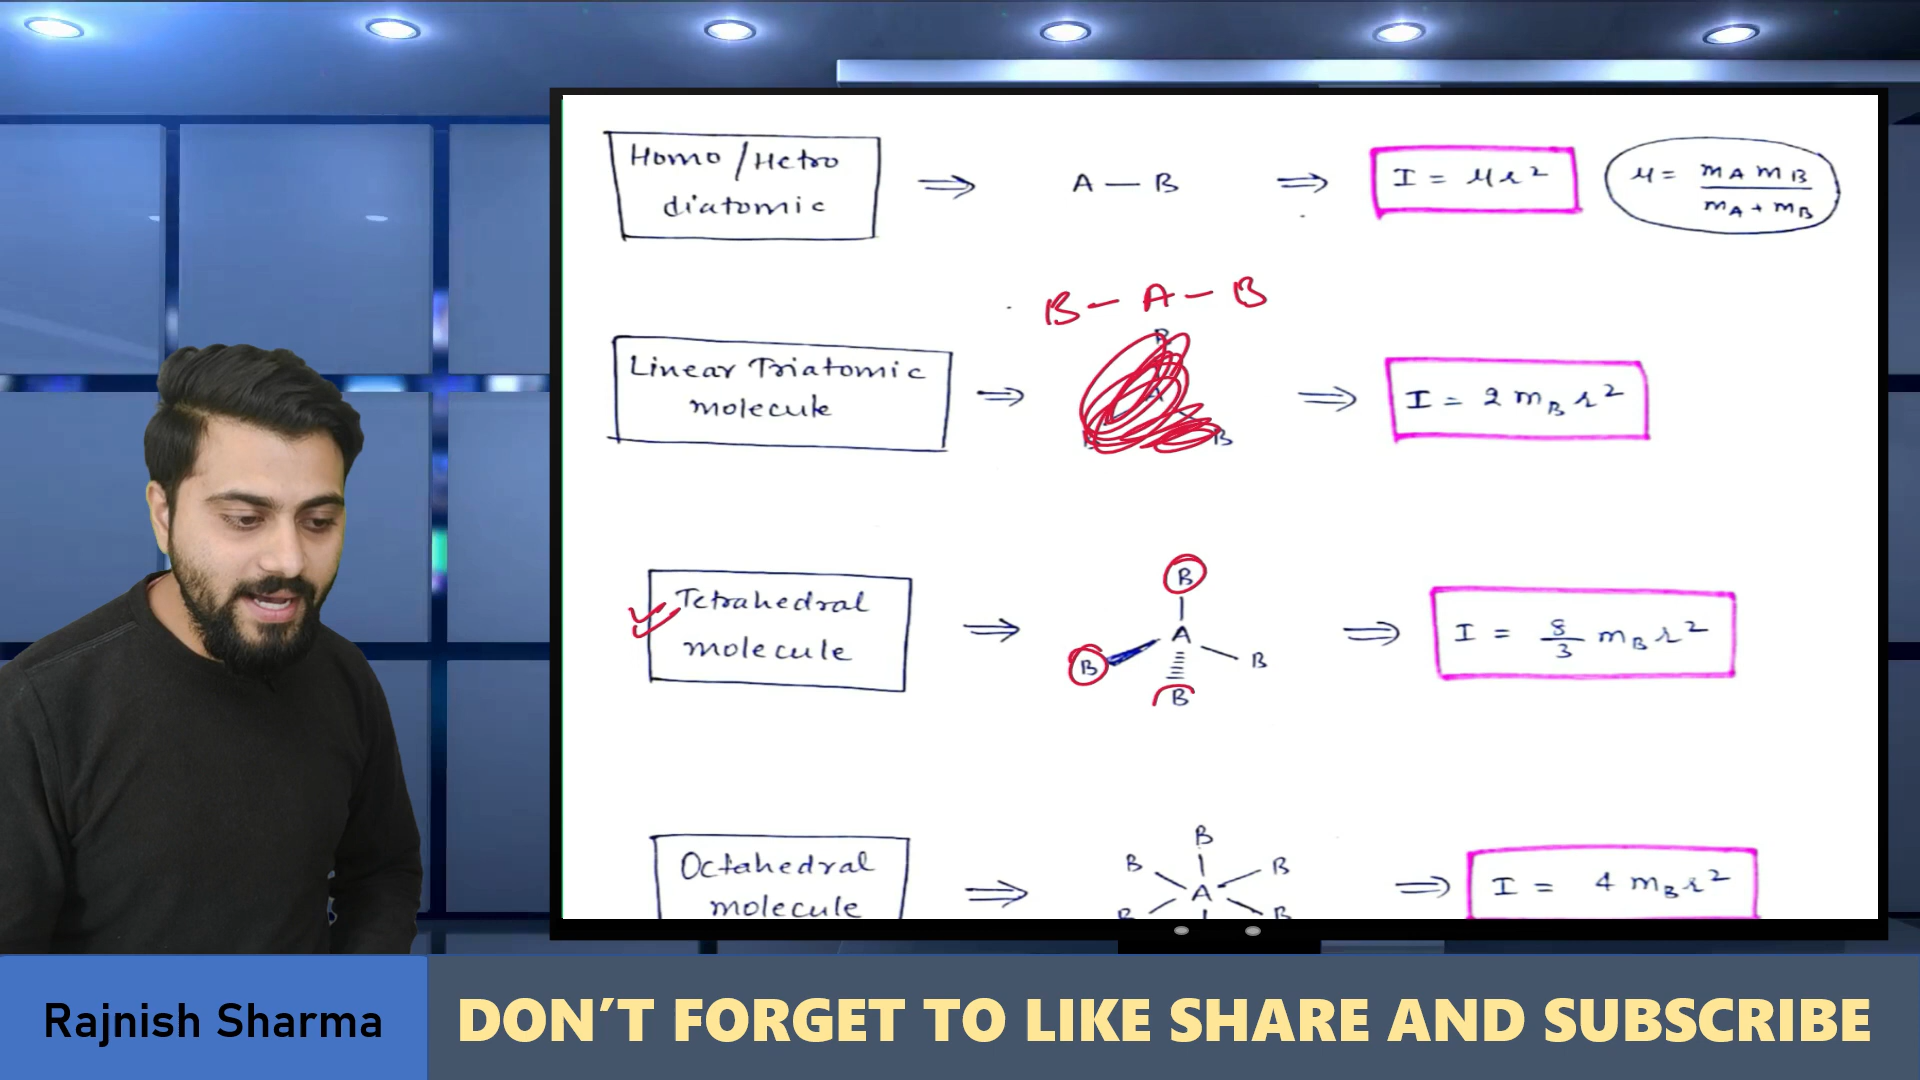 Homo/Hetro
diatomic
⇒
A — B
⇒
I = μr²
μ = mA mB / mA + mB
B – A – B
B
Linear Triatomic
molecule
⇒
A
B
⇒
I = 2 mB r²
Tetrahedral
molecule
⇒
B
A
B
B
B
⇒
I = 8/3 mB r²
Octahedral
molecule
⇒
B
B
B
A
B
B
⇒
I = 4 mB r²
Rajnish Sharma
DON’T FORGET TO LIKE SHARE AND SUBSCRIBE